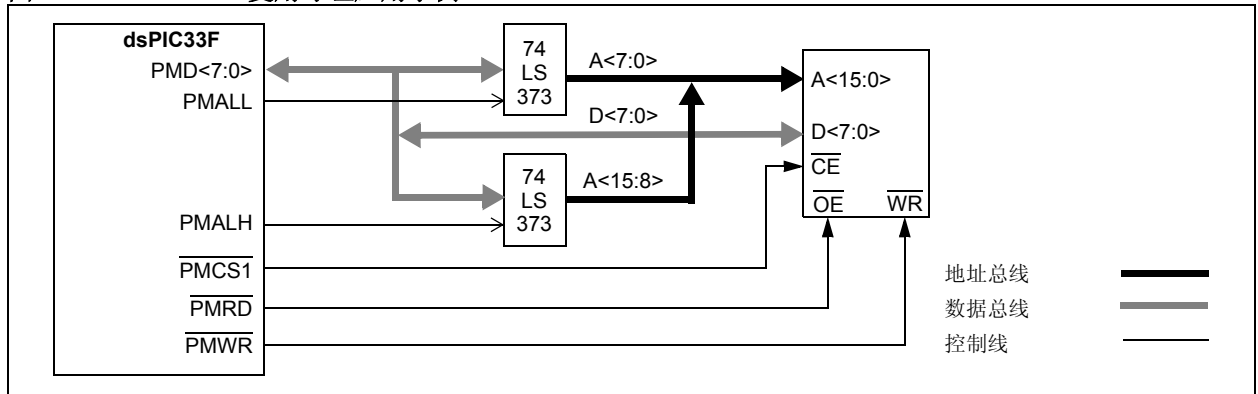 dsPIC33F
PMD<7:0>
PMALL
PMALH
PMCS1
PMRD
PMWR
74
LS
373
A<7:0>
D<7:0>
74
LS
373
A<15:8>
A<15:0>
D<7:0>
CE
OE WR
地址总线
数据总线
控制线